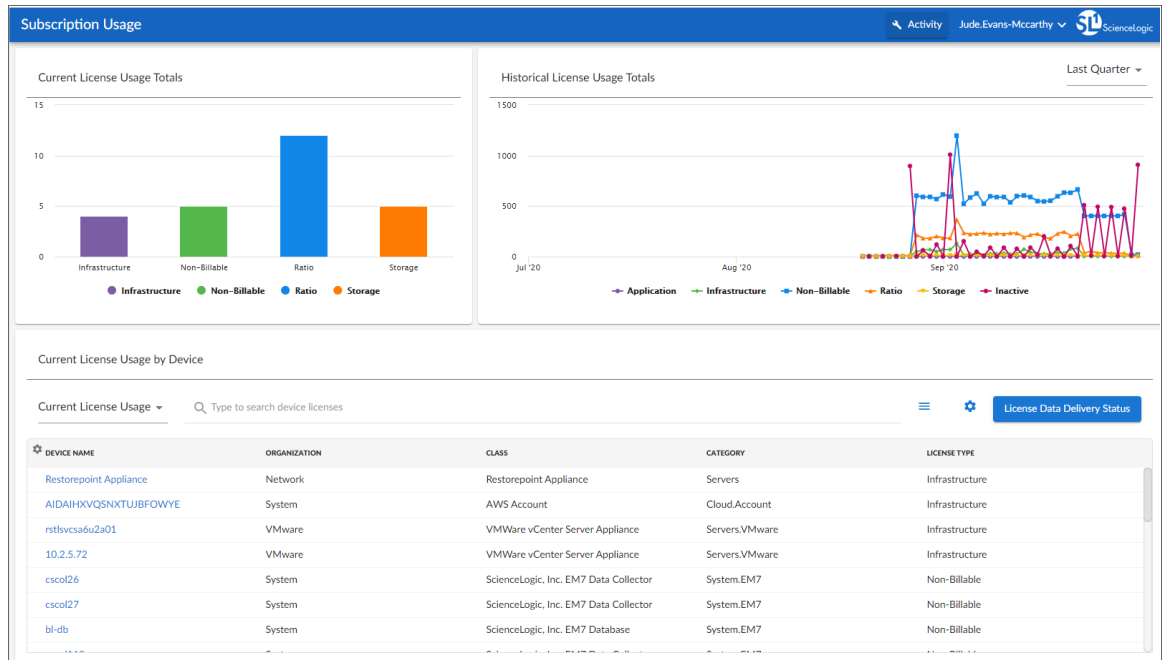 Subscription Usage
Activity
Jude.Evans-Mccarthy
SL1 ScienceLogic
Current License Usage Totals
15
10
5
0
Infrastructure Non-Billable Ratio Storage
Infrastructure Non-Billable Ratio Storage
Historical License Usage Totals
Last Quarter
1500
1000
500
0
Jul '20 Aug '20 Sep '20
Application Infrastructure Non-Billable Ratio Storage Inactive
Current License Usage by Device
Current License Usage
Type to search device licenses
License Data Delivery Status
DEVICE NAME ORGANIZATION CLASS CATEGORY LICENSE TYPE
Restorepoint Appliance Network Restorepoint Appliance Servers Infrastructure
AIDAIHXVQSNXTUJBFOWYE System AWS Account Cloud.Account Infrastructure
rstlsvcsa6u2a01 VMware VMWare vCenter Server Appliance Servers.VMware Infrastructure
10.2.5.72 VMware VMWare vCenter Server Appliance Servers.VMware Infrastructure
cscol26 System ScienceLogic, Inc. EM7 Data Collector System.EM7 Non-Billable
cscol27 System ScienceLogic, Inc. EM7 Data Collector System.EM7 Non-Billable
bl-db System ScienceLogic, Inc. EM7 Database System.EM7 Non-Billable